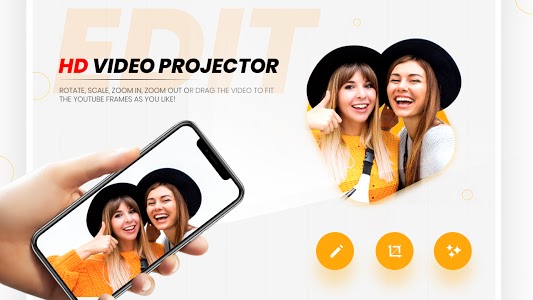 EDIT
HD VIDEO PROJECTOR
ROTATE, SCALE, ZOOM IN, ZOOM OUT OR DRAG THE VIDEO TO FIT
THE YOUTUBE FRAMES AS YOU LIKE!